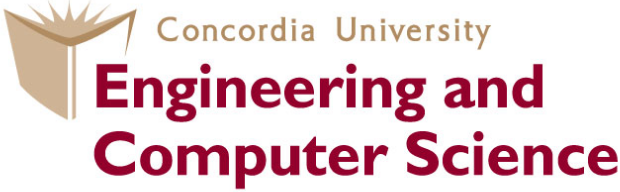 Concordia University
Engineering and
Computer Science